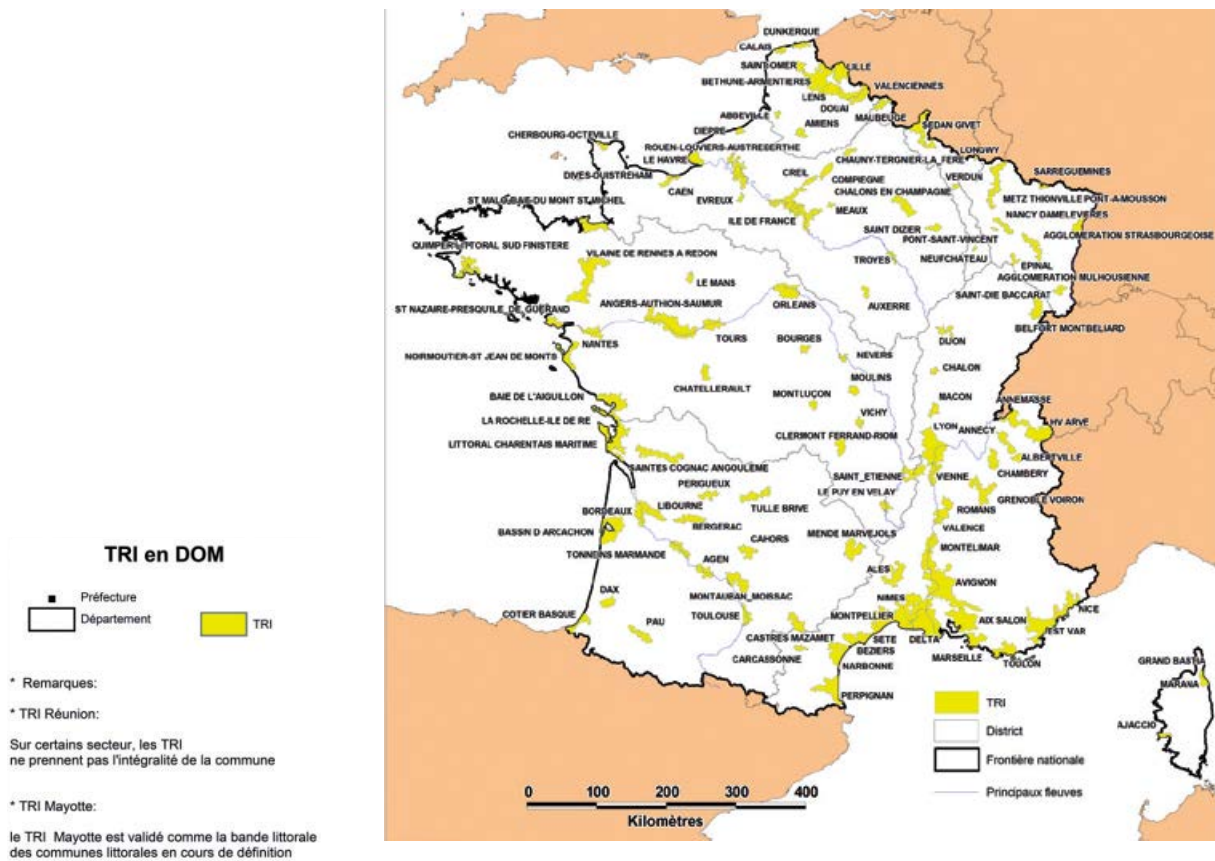 TRI en DOM
Préfecture
Département
TRI
* Remarques:
* TRI Réunion:
Sur certains secteur, les TRI
ne prennent pas l'intégralité de la commune
* TRI Mayotte:
le TRI Mayotte est validé comme la bande littorale
des communes littorales en cours de définition
DUNKERQUE
CALAIS
SAINT-OMER
LILLE
BETHUNE-ARMENTIERES
VALENCIENNES
LENS
DOUAI
ABBEVILLE
MAUBEUGE
AMIENS
SEDAN GIVET
DIEPPE
CHERBOURG-OCTEVILLE
ROUEN-LOUVIERS-AUSTREBERTHE
LONGWY
LE HAVRE
CHAUNY-TERGNIER-LA_FERE
SARREGUEMINES
DIVES-OUISTREHAM
CREIL
COMPIEGNE
VERDUN
CAEN
EVREUX
CHALONS EN CHAMPAGNE
METZ THIONVILLE PONT-A-MOUSSON
ST MALO-BAIE-DU MONT ST MICHEL
MEAUX
NANCY DAMELEVIERES
ILE DE FRANCE
SAINT DIZIER
AGGLOMERATION STRASBOURGEOISE
QUIMPER-LITTORAL SUD FINISTERE
PONT-SAINT-VINCENT
VILAINE DE RENNES A REDON
TROYES
NEUFCHATEAU
EPINAL
AGGLOMERATION MULHOUSIENNE
LE MANS
SAINT-DIE BACCARAT
ANGERS-AUTHION-SAUMUR
ORLEANS
AUXERRE
ST NAZAIRE-PRESQUILE_DE_GUERAND
BELFORT MONTBELIARD
NANTES
TOURS
BOURGES
DIJON
NOIRMOUTIER-ST JEAN DE MONTS
NEVERS
CHALON
MOULINS
CHATELLERAULT
MONTLUÇON
BAIE DE L'AIGUILLON
MACON
ANNEMASSE
LA ROCHELLE-ILE DE RE
VICHY
LYON
ANNECY
HV ARVE
LITTORAL CHARENTAIS MARITIME
CLERMONT FERRAND-RIOM
ALBERTVILLE
SAINTES COGNAC ANGOULEME
SAINT_ETIENNE
VIENNE
CHAMBERY
PERIGUEUX
LE PUY EN VELAY
GRENOBLE VOIRON
LIBOURNE
TULLE BRIVE
ROMANS
BORDEAUX
BERGERAC
VALENCE
BASSIN D ARCACHON
CAHORS
MENDE MARVEJOLS
MONTELIMAR
TONNEINS MARMANDE
AGEN
ALES
AVIGNON
DAX
MONTAUBAN_MOISSAC
NIMES
NICE
COTIER BASQUE
PAU
TOULOUSE
MONTPELLIER
AIX SALON
EST VAR
CASTRES MAZAMET
SETE
DELTA
BEZIERS
MARSEILLE
TOULON
CARCASSONNE
NARBONNE
GRAND BASTIA
MARANA
PERPIGNAN
AJACCIO
TRI
District
Frontière nationale
Principaux fleuves
0 100 200 300 400
Kilomètres